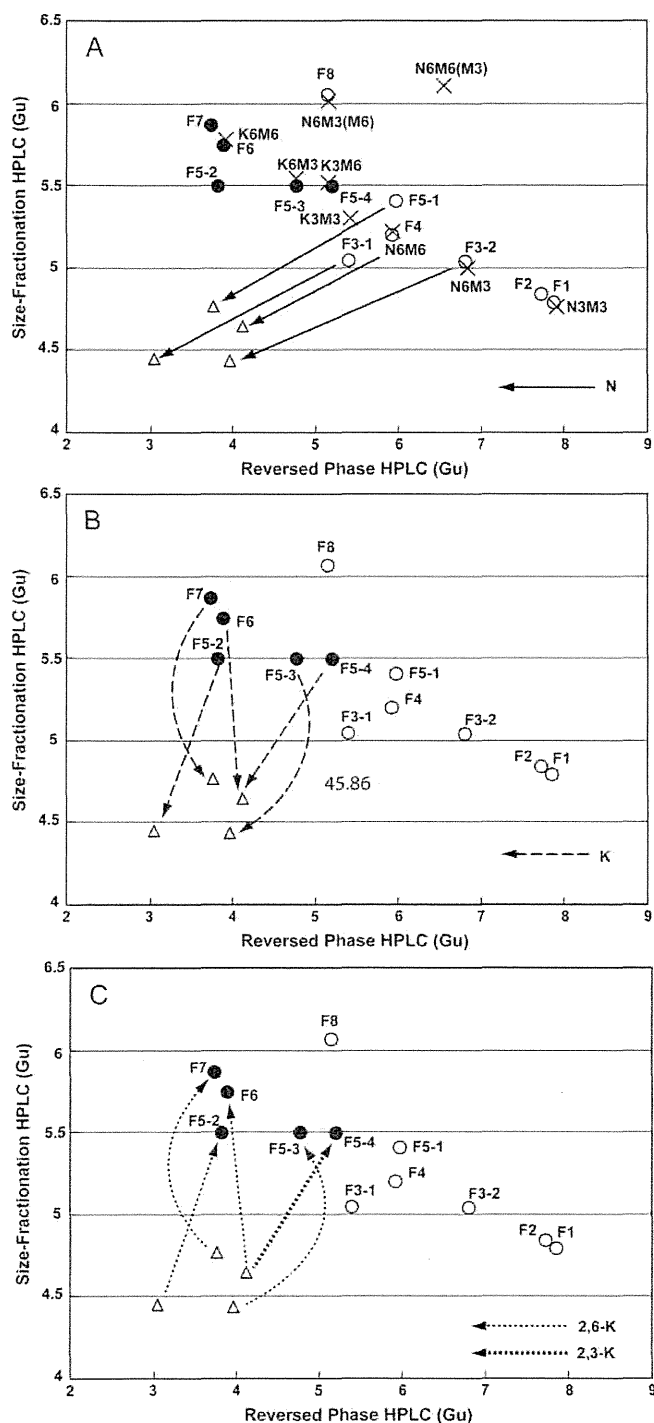 A
6.5
6
5.5
5
4.5
4
2
3
4
5
6
7
8
9
Size-Fractionation HPLC (Gu)
Reversed Phase HPLC (Gu)
F8
N6M6(M3)
N6M3(M6)
F7
K6M6
F6
K6M3
K3M6
F5-2
F5-3
F5-4
F5-1
K3M3
F4
F3-1
N6M6
F3-2
N6M3
F2
F1
N3M3
N
B
6.5
6
5.5
5
4.5
4
2
3
4
5
6
7
8
9
Size-Fractionation HPLC (Gu)
Reversed Phase HPLC (Gu)
F8
F7
F6
F5-2
F5-3
F5-4
F5-1
F4
F3-1
F3-2
F2
F1
45.86
K
C
6.5
6
5.5
5
4.5
4
2
3
4
5
6
7
8
9
Size-Fractionation HPLC (Gu)
Reversed Phase HPLC (Gu)
F8
F7
F6
F5-2
F5-3
F5-4
F5-1
F4
F3-1
F3-2
F2
F1
2,6-K
2,3-K